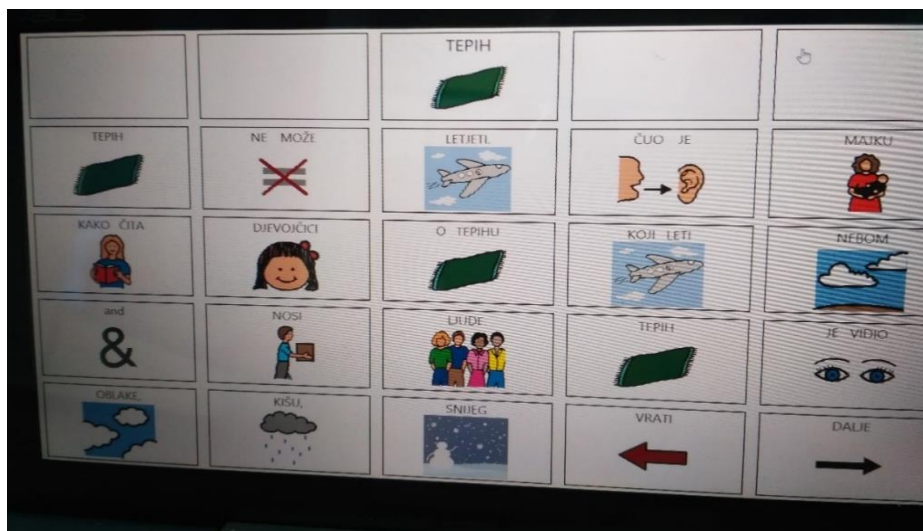 TEPIH
TEPIH NE MOŽE LETJETI. ČUO JE MAJKU
KAKO ČITA DJEVOJČICI O TEPIHU KOJI LETI NEBOM
and NOSI LJUDE TEPIH JE VIDIO
&
OBLAKE, KIŠU, SNIJEG VRATI DALJE